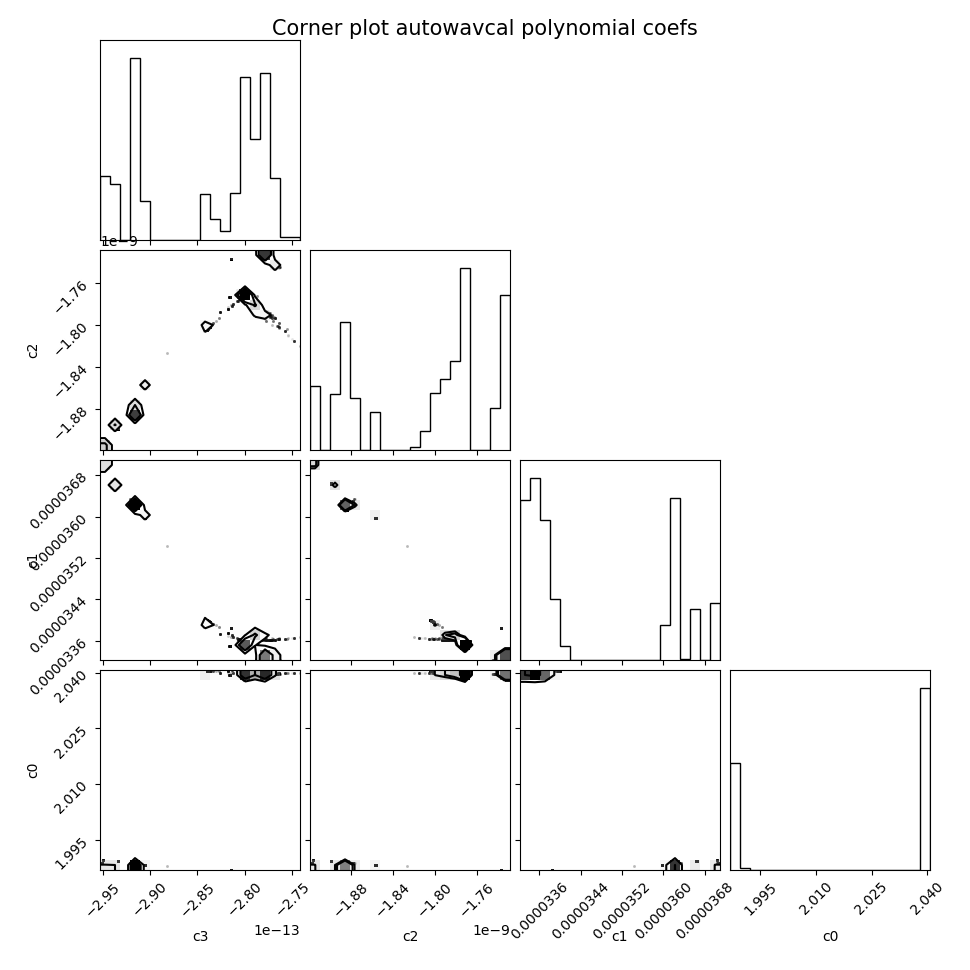 Corner plot autowavcal polynomial coefs
1e−9
−1.76
−1.80
−1.84
−1.88
c2
0.0000368
0.0000360
0.0000352
0.0000344
0.0000336
c1
2.040
2.025
2.010
1.995
c0
−2.95 −2.90 −2.85 −2.80 −2.75
1e−13
c3
−1.88 −1.84 −1.80 −1.76
1e−9
c2
0.0000336 0.0000344 0.0000352 0.0000360 0.0000368
c1
1.995 2.010 2.025 2.040
c0